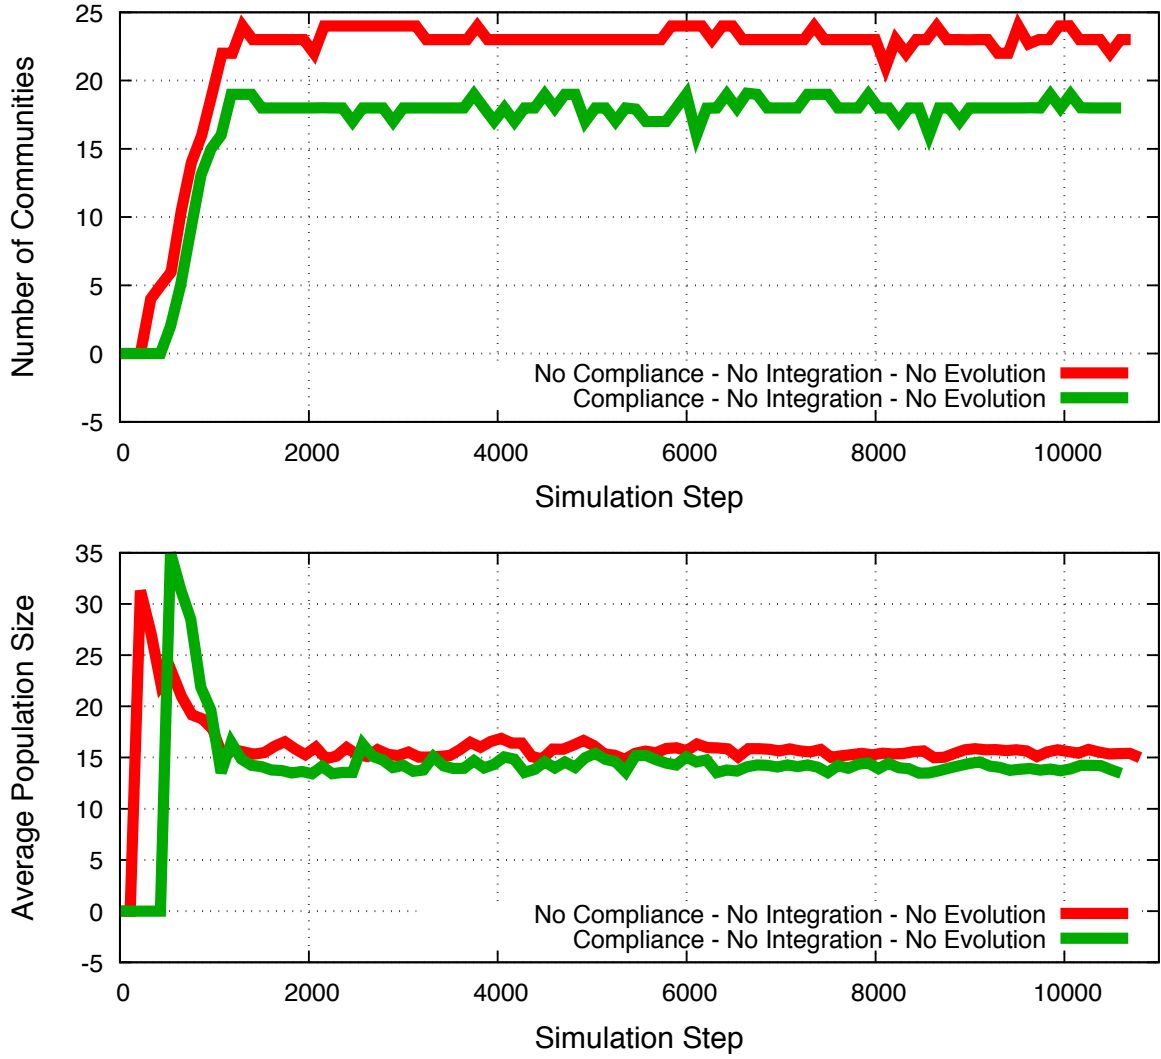 25
20
15
10
5
0
-5
Number of Communities
No Compliance - No Integration - No Evolution
Compliance - No Integration - No Evolution
0 2000 4000 6000 8000 10000
Simulation Step
35
30
25
20
15
10
5
0
-5
Average Population Size
No Compliance - No Integration - No Evolution
Compliance - No Integration - No Evolution
0 2000 4000 6000 8000 10000
Simulation Step